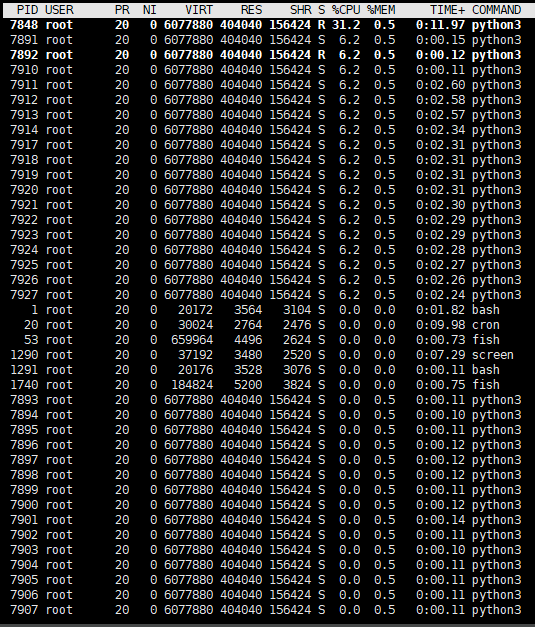 PID USER PR NI VIRT RES SHR S %CPU %MEM TIME+ COMMAND
7848 root 20 0 6077880 404040 156424 R 31.2 0.5 0:11.97 python3
7891 root 20 0 6077880 404040 156424 S 6.2 0.5 0:00.15 python3
7892 root 20 0 6077880 404040 156424 R 6.2 0.5 0:00.12 python3
7910 root 20 0 6077880 404040 156424 S 6.2 0.5 0:00.11 python3
7911 root 20 0 6077880 404040 156424 S 6.2 0.5 0:02.60 python3
7912 root 20 0 6077880 404040 156424 S 6.2 0.5 0:02.58 python3
7913 root 20 0 6077880 404040 156424 S 6.2 0.5 0:02.57 python3
7914 root 20 0 6077880 404040 156424 S 6.2 0.5 0:02.34 python3
7917 root 20 0 6077880 404040 156424 S 6.2 0.5 0:02.31 python3
7918 root 20 0 6077880 404040 156424 S 6.2 0.5 0:02.31 python3
7919 root 20 0 6077880 404040 156424 S 6.2 0.5 0:02.31 python3
7920 root 20 0 6077880 404040 156424 S 6.2 0.5 0:02.31 python3
7921 root 20 0 6077880 404040 156424 S 6.2 0.5 0:02.30 python3
7922 root 20 0 6077880 404040 156424 S 6.2 0.5 0:02.29 python3
7923 root 20 0 6077880 404040 156424 S 6.2 0.5 0:02.29 python3
7924 root 20 0 6077880 404040 156424 S 6.2 0.5 0:02.28 python3
7925 root 20 0 6077880 404040 156424 S 6.2 0.5 0:02.27 python3
7926 root 20 0 6077880 404040 156424 S 6.2 0.5 0:02.26 python3
7927 root 20 0 6077880 404040 156424 S 6.2 0.5 0:02.24 python3
1 root 20 0 20172 3564 3104 S 0.0 0.0 0:01.82 bash
20 root 20 0 30024 2764 2476 S 0.0 0.0 0:09.98 cron
53 root 20 0 659964 4496 2624 S 0.0 0.0 0:00.73 fish
1290 root 20 0 37192 3480 2520 S 0.0 0.0 0:07.29 screen
1291 root 20 0 20176 3528 3076 S 0.0 0.0 0:00.11 bash
1740 root 20 0 184824 5200 3824 S 0.0 0.0 0:00.75 fish
7893 root 20 0 6077880 404040 156424 S 0.0 0.5 0:00.11 python3
7894 root 20 0 6077880 404040 156424 S 0.0 0.5 0:00.10 python3
7895 root 20 0 6077880 404040 156424 S 0.0 0.5 0:00.11 python3
7896 root 20 0 6077880 404040 156424 S 0.0 0.5 0:00.12 python3
7897 root 20 0 6077880 404040 156424 S 0.0 0.5 0:00.12 python3
7898 root 20 0 6077880 404040 156424 S 0.0 0.5 0:00.12 python3
7899 root 20 0 6077880 404040 156424 S 0.0 0.5 0:00.11 python3
7900 root 20 0 6077880 404040 156424 S 0.0 0.5 0:00.12 python3
7901 root 20 0 6077880 404040 156424 S 0.0 0.5 0:00.14 python3
7902 root 20 0 6077880 404040 156424 S 0.0 0.5 0:00.11 python3
7903 root 20 0 6077880 404040 156424 S 0.0 0.5 0:00.10 python3
7904 root 20 0 6077880 404040 156424 S 0.0 0.5 0:00.11 python3
7905 root 20 0 6077880 404040 156424 S 0.0 0.5 0:00.11 python3
7906 root 20 0 6077880 404040 156424 S 0.0 0.5 0:00.11 python3
7907 root 20 0 6077880 404040 156424 S 0.0 0.5 0:00.11 python3